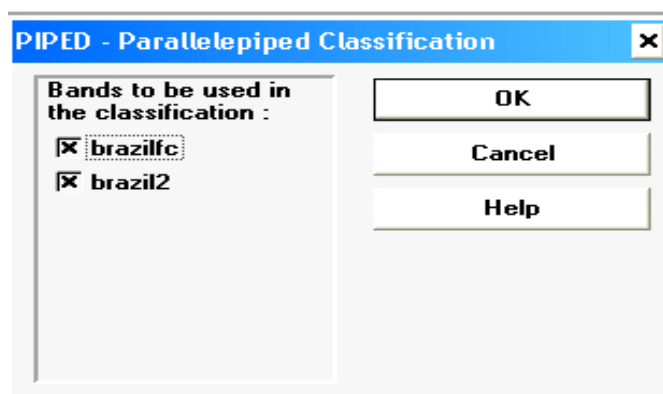 PIPED - Parallelepiped Classification
Bands to be used in
the classification :
brazilfc
brazil2
OK
Cancel
Help